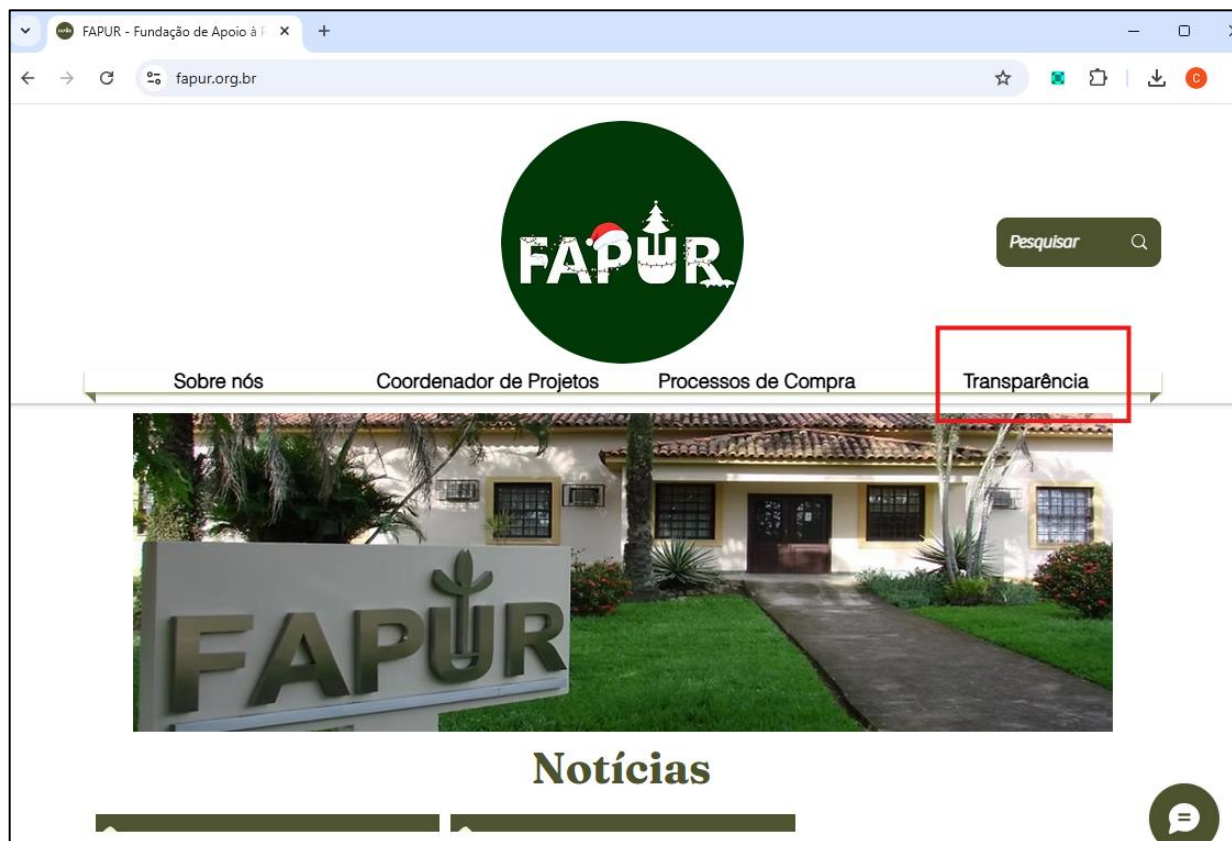 FAPUR - Fundação de Apoio à P
fapur.org.br
C
FAPUR
Pesquisar
Sobre nós
Coordenador de Projetos
Processos de Compra
Transparência
FAPUR
Notícias